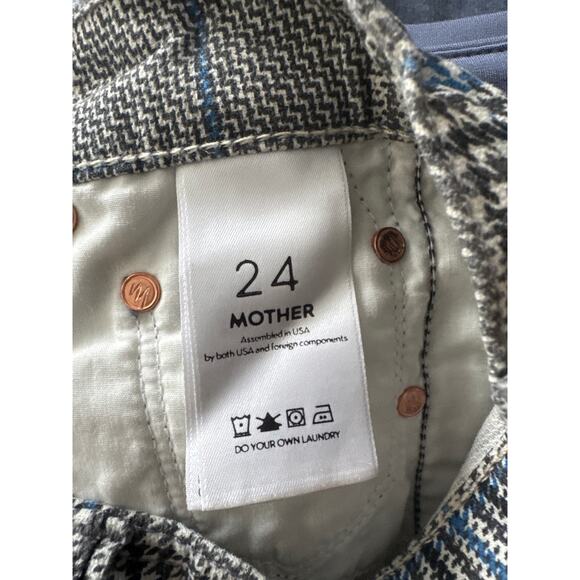 24
MOTHER
Assembled in USA
by both USA and foreign components
DO YOUR OWN LAUNDRY